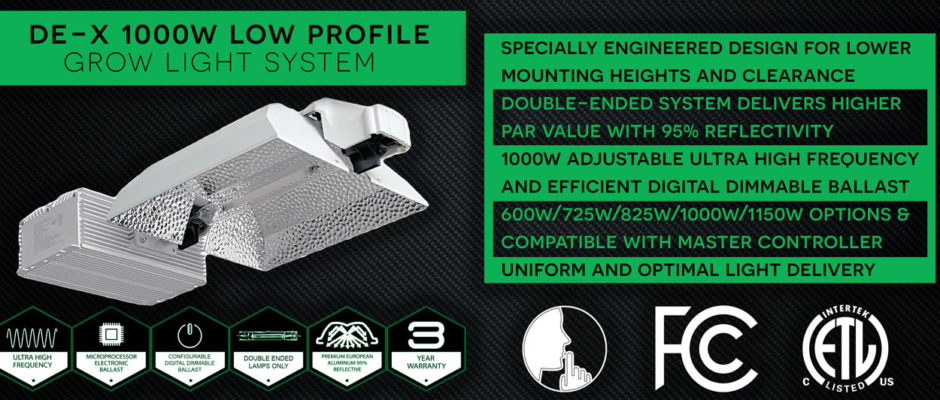 DE-X 1000W LOW PROFILE
GROW LIGHT SYSTEM
SPECIALLY ENGINEERED DESIGN FOR LOWER
MOUNTING HEIGHTS AND CLEARANCE
DOUBLE-ENDED SYSTEM DELIVERS HIGHER
PAR VALUE WITH 95% REFLECTIVITY
1000W ADJUSTABLE ULTRA HIGH FREQUENCY
AND EFFICIENT DIGITAL DIMMABLE BALLAST
600W/725W/825W/1000W/1150W OPTIONS &
COMPATIBLE WITH MASTER CONTROLLER
UNIFORM AND OPTIMAL LIGHT DELIVERY
ULTRA HIGH
FREQUENCY
MICROPROCESSOR
ELECTRONIC
BALLAST
CONFIGURABLE
DIGITAL DIMMABLE
BALLAST
DOUBLE ENDED
LAMPS ONLY
PREMIUM EUROPEAN
ALUMINUM 95%
REFLECTIVE
3
YEAR
WARRANTY
FCC
INTERTEK
ETL
C LISTED US